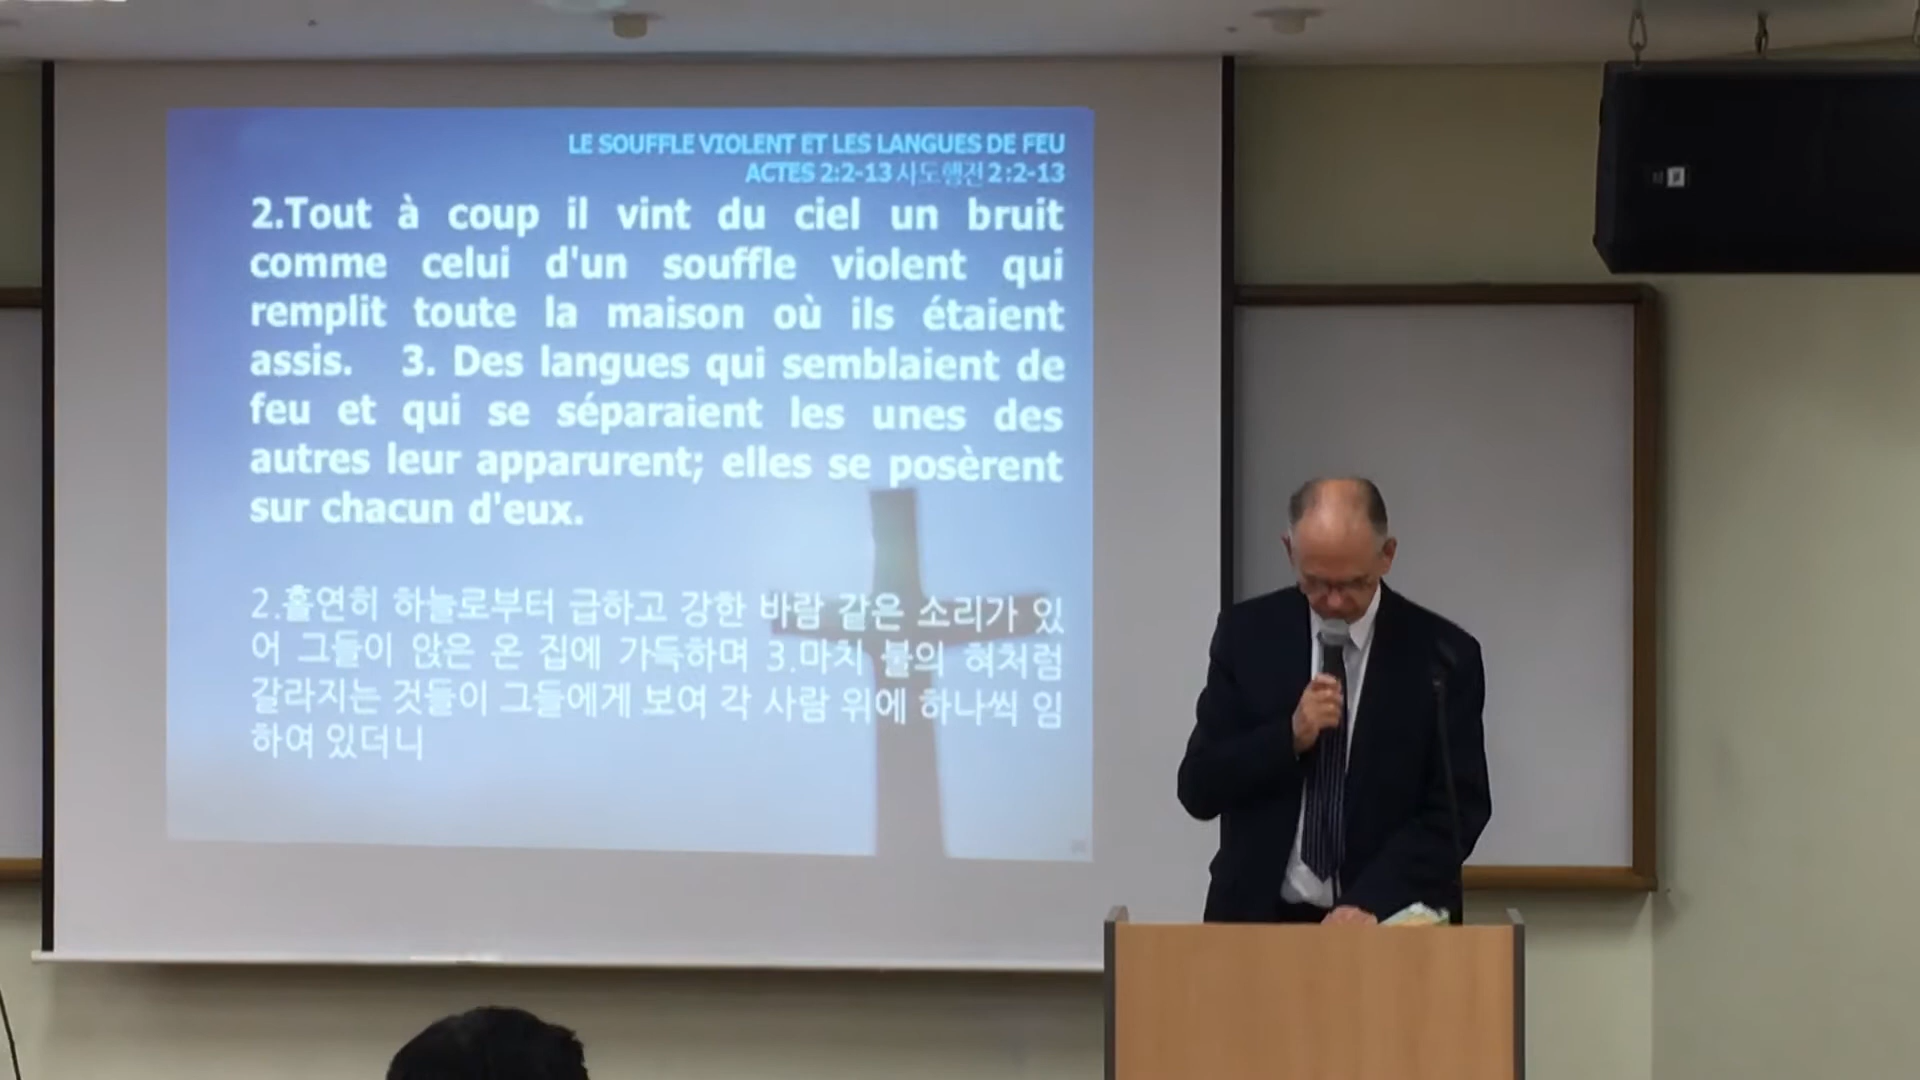 LE SOUFFLE VIOLENT ET LES LANGUES DE FEU
ACTES 2:2-13 사도행전 2:2-13
2.Tout à coup il vint du ciel un bruit
comme celui d'un souffle violent qui
remplit toute la maison où ils étaient
assis. 3. Des langues qui semblaient de
feu et qui se séparaient les unes des
autres leur apparurent; elles se posèrent
sur chacun d'eux.
2.홀연히 하늘로부터 급하고 강한 바람 같은 소리가 있
어 그들이 앉은 온 집에 가득하며 3.마치 불의 혀처럼
갈라지는 것들이 그들에게 보여 각 사람 위에 하나씩 임
하여 있더니